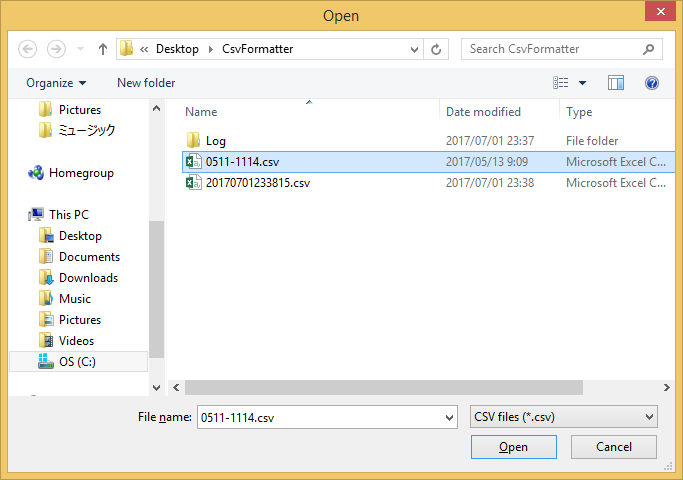 Open
« Desktop › CsvFormatter
Search CsvFormatter
Organize
New folder
Name
Date modified
Type
Pictures
ミュージック
Homegroup
This PC
Desktop
Documents
Downloads
Music
Pictures
Videos
OS (C:)
Log 2017/07/01 23:37 File folder
0511-1114.csv 2017/05/13 9:09 Microsoft Excel C...
20170701233815.csv 2017/07/01 23:38 Microsoft Excel C...
File name: 0511-1114.csv
CSV files (*.csv)
Open
Cancel